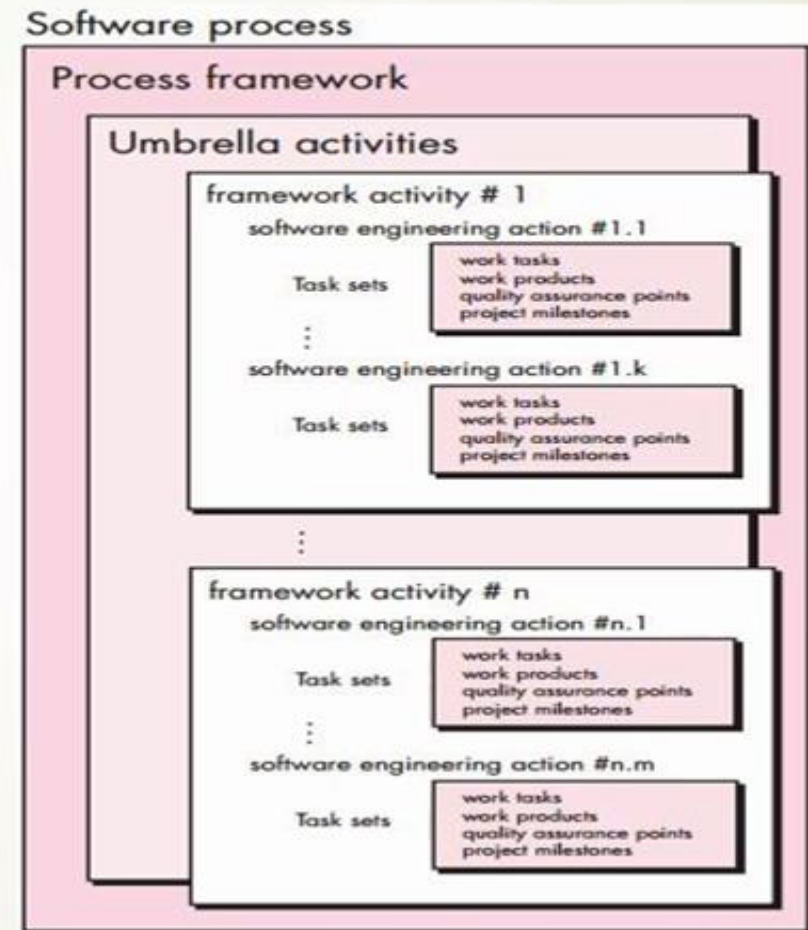 Software process
Process framework
Umbrella activities
framework activity # 1
software engineering action #1.1
Task sets
work tasks
work products
quality assurance points
project milestones
software engineering action #1.k
Task sets
work tasks
work products
quality assurance points
project milestones
framework activity # n
software engineering action #n.1
Task sets
work tasks
work products
quality assurance points
project milestones
software engineering action #n.m
Task sets
work tasks
work products
quality assurance points
project milestones